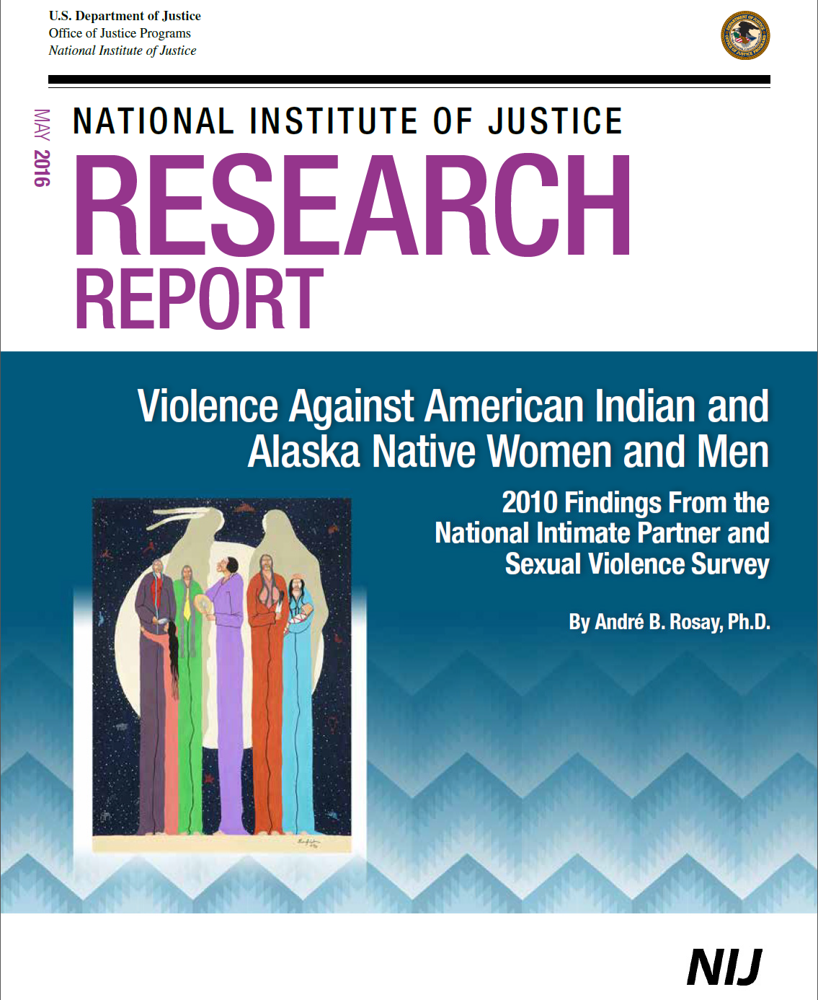 U.S. Department of Justice
Office of Justice Programs
National Institute of Justice
MAY 2016
NATIONAL INSTITUTE OF JUSTICE
RESEARCH
REPORT
Violence Against American Indian and
Alaska Native Women and Men
2010 Findings From the
National Intimate Partner and
Sexual Violence Survey
By André B. Rosay, Ph.D.
NIJ